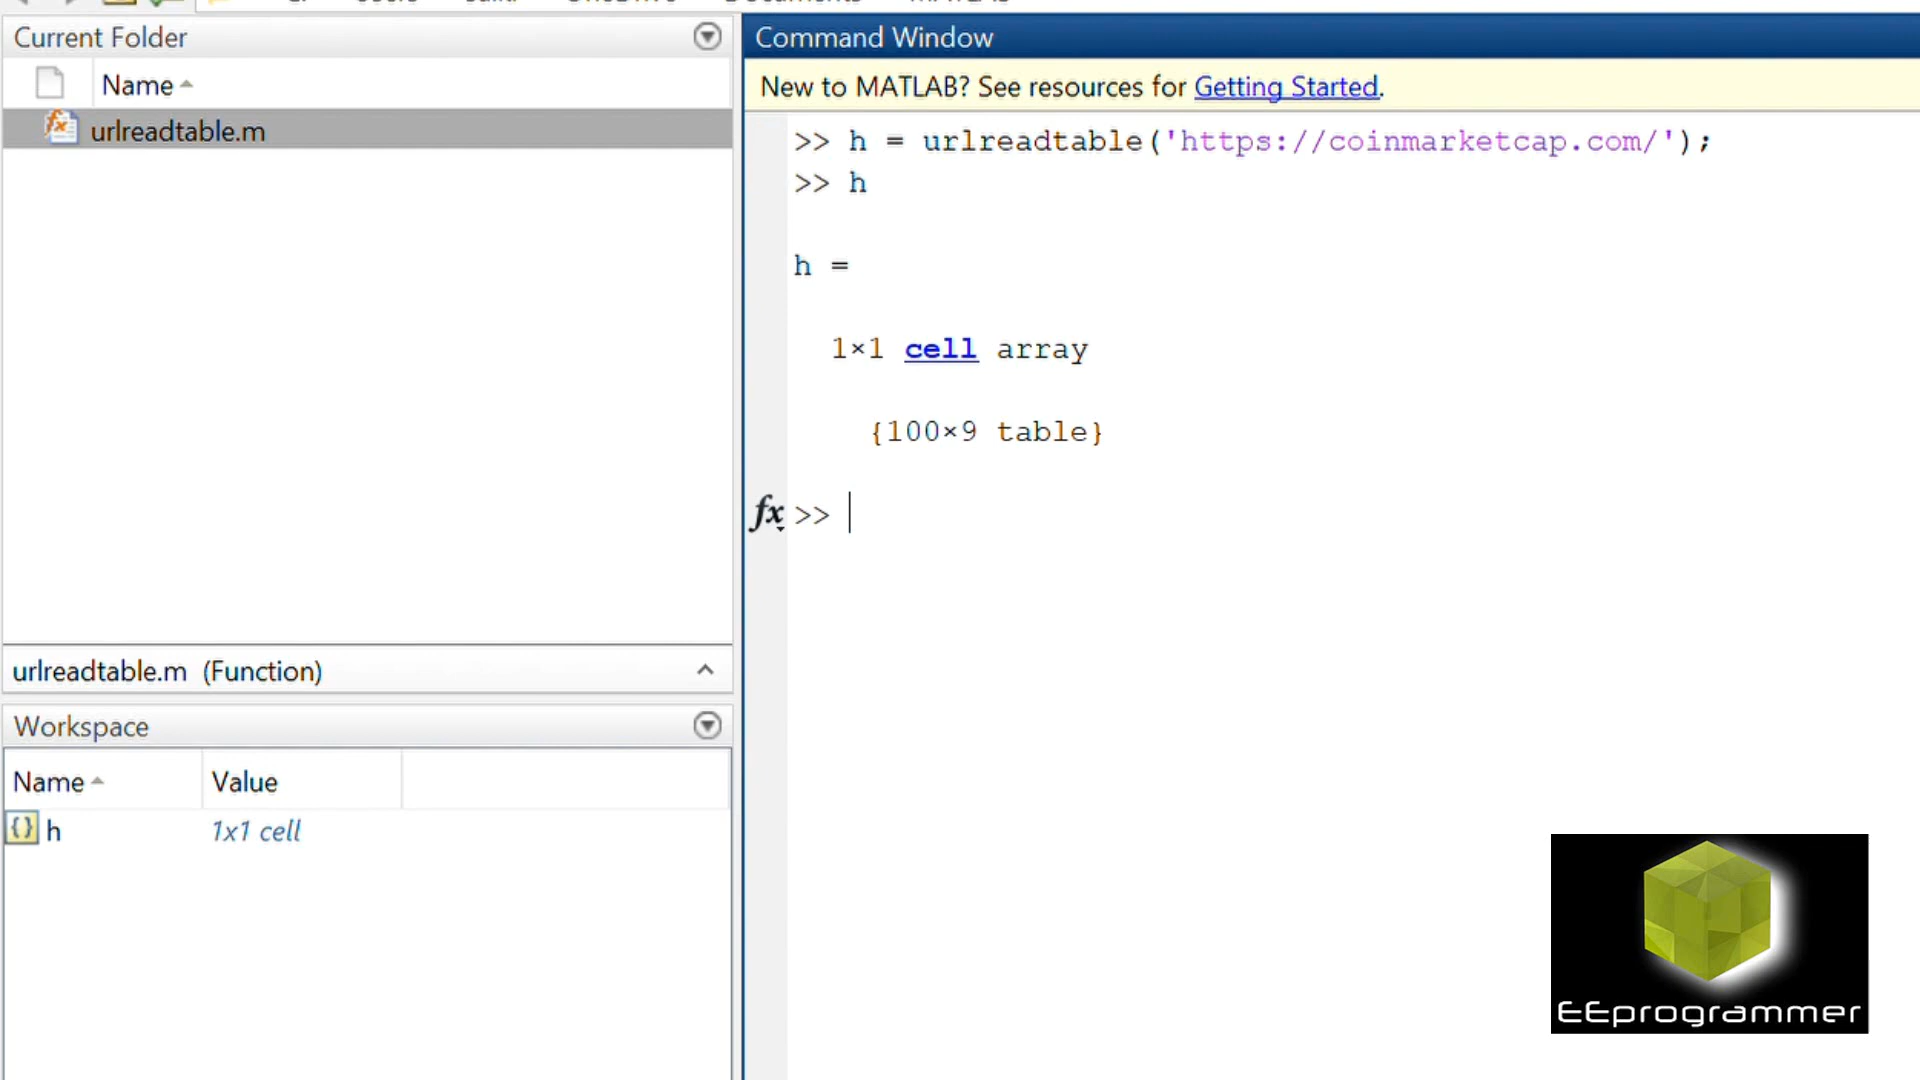 Current Folder
Name
urlreadtable.m
urlreadtable.m (Function)
Workspace
Name Value
h 1x1 cell
Command Window
New to MATLAB? See resources for Getting Started.
>> h = urlreadtable('https://coinmarketcap.com/');
>> h
h =
1×1 cell array
{100×9 table}
fx >>
EEprogrammer